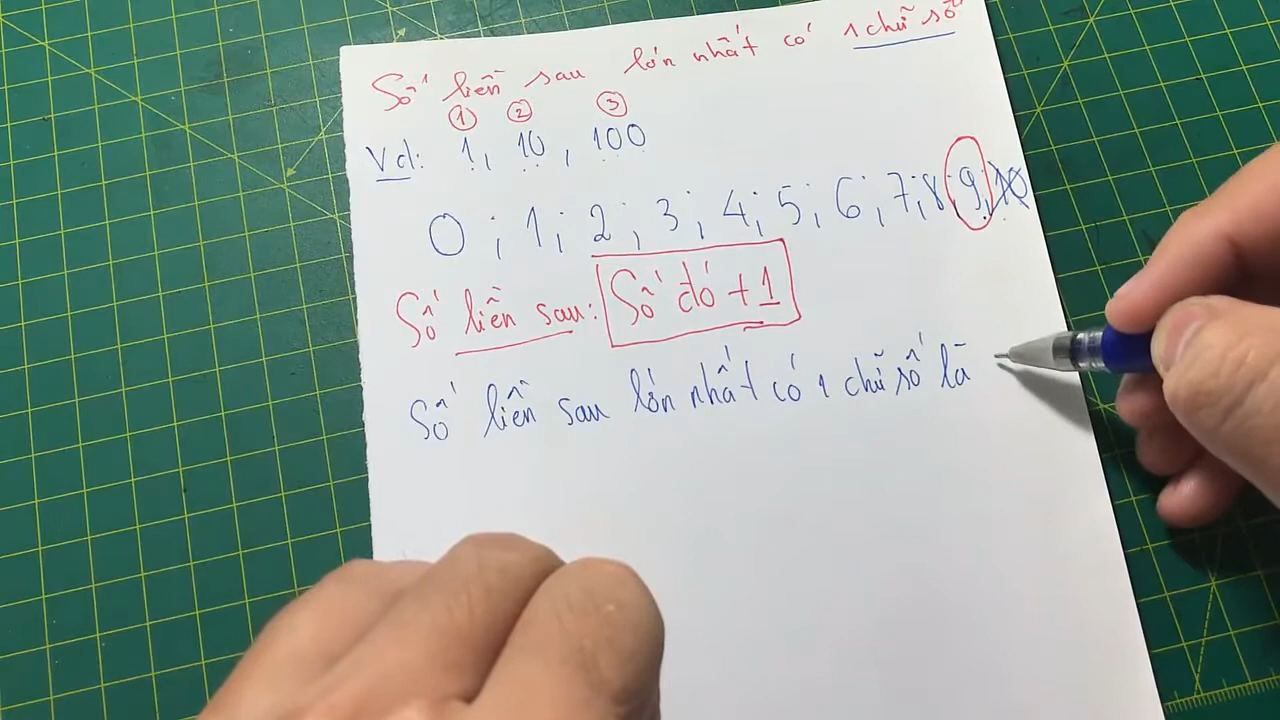 Số liền sau lớn nhất có 1 chữ số
1 2 3
Vd: 1, 10, 100
0; 1; 2; 3; 4; 5; 6; 7; 8; 9; 10
Số liền sau: Số đó + 1
Số liền sau lớn nhất có 1 chữ số là